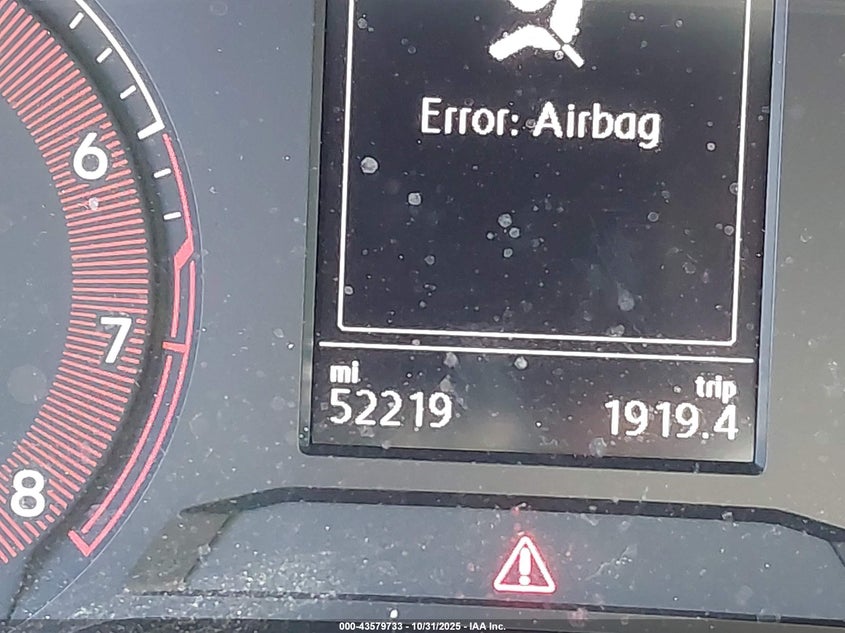 6
7
8
Error: Airbag
mi
trip
52219
1919.4
000-43579733 - 10/31/2025 - IAA Inc.